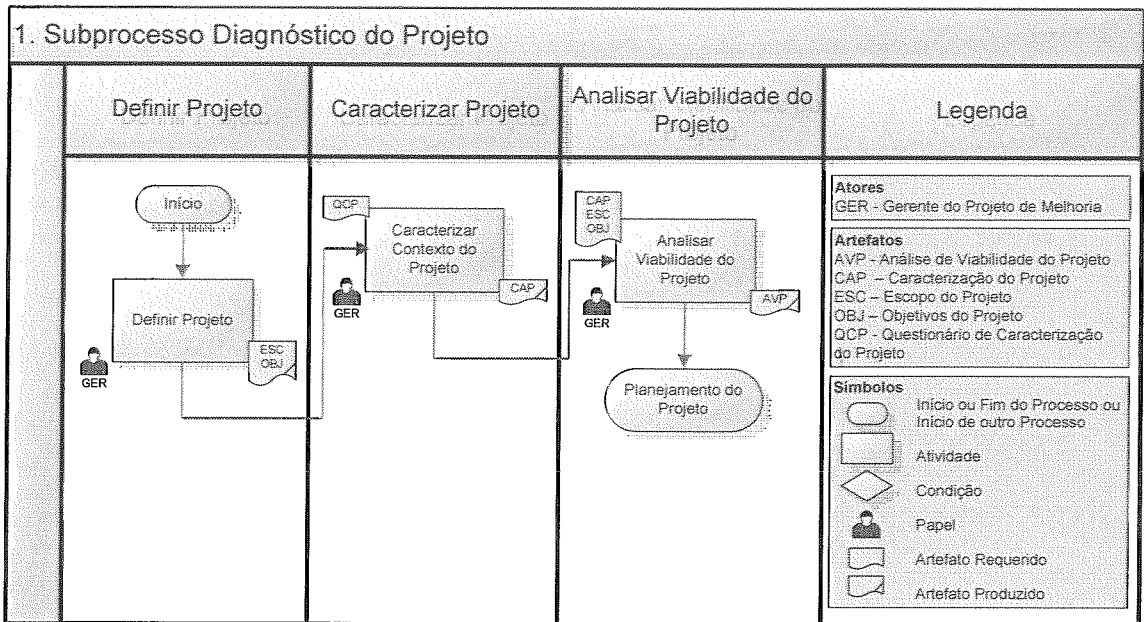 1. Subprocesso Diagnóstico do Projeto
Definir Projeto
Caracterizar Projeto
Analisar Viabilidade do
Projeto
Legenda
Início
Definir Projeto
ESC
OBJ
GER
QCP
Caracterizar
Contexto do
Projeto
CAP
GER
CAP
ESC
OBJ
Analisar
Viabilidade do
Projeto
AVP
GER
Planejamento do
Projeto
Atores
GER - Gerente do Projeto de Melhoria
Artefatos
AVP - Análise de Viabilidade do Projeto
CAP – Caracterização do Projeto
ESC – Escopo do Projeto
OBJ – Objetivos do Projeto
QCP - Questionário de Caracterização
do Projeto
Símbolos
Início ou Fim do Processo ou
Início de outro Processo
Atividade
Condição
Papel
Artefato Requerido
Artefato Produzido